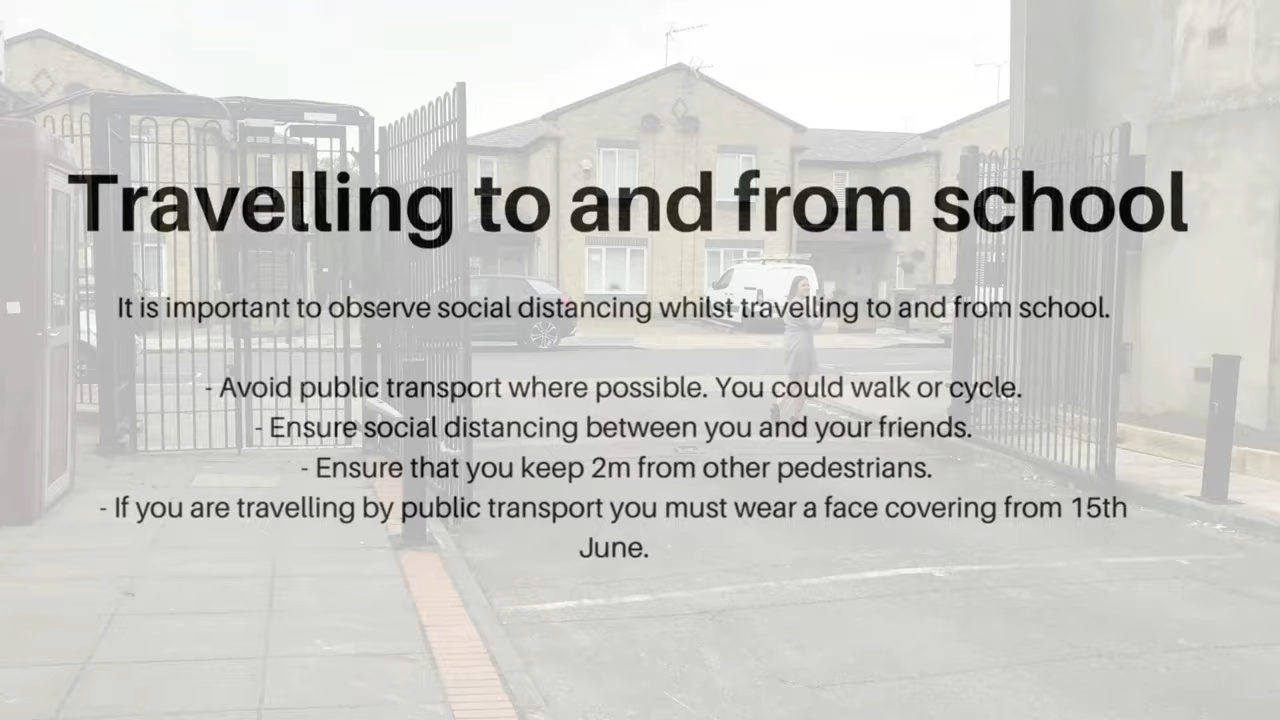 Travelling to and from school
It is important to observe social distancing whilst travelling to and from school.
- Avoid public transport where possible. You could walk or cycle.
- Ensure social distancing between you and your friends.
- Ensure that you keep 2m from other pedestrians.
- If you are travelling by public transport you must wear a face covering from 15th
June.